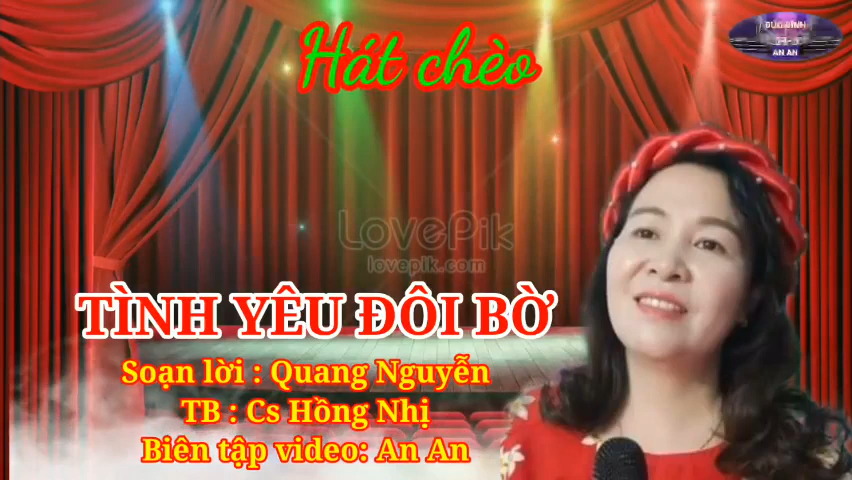 Hát chèo
AN AN
LovePik
lovepik.com
TÌNH YÊU ĐÔI BỜ
Soạn lời : Quang Nguyễn
TB : Cs Hồng Nhị
Biên tập video: An An